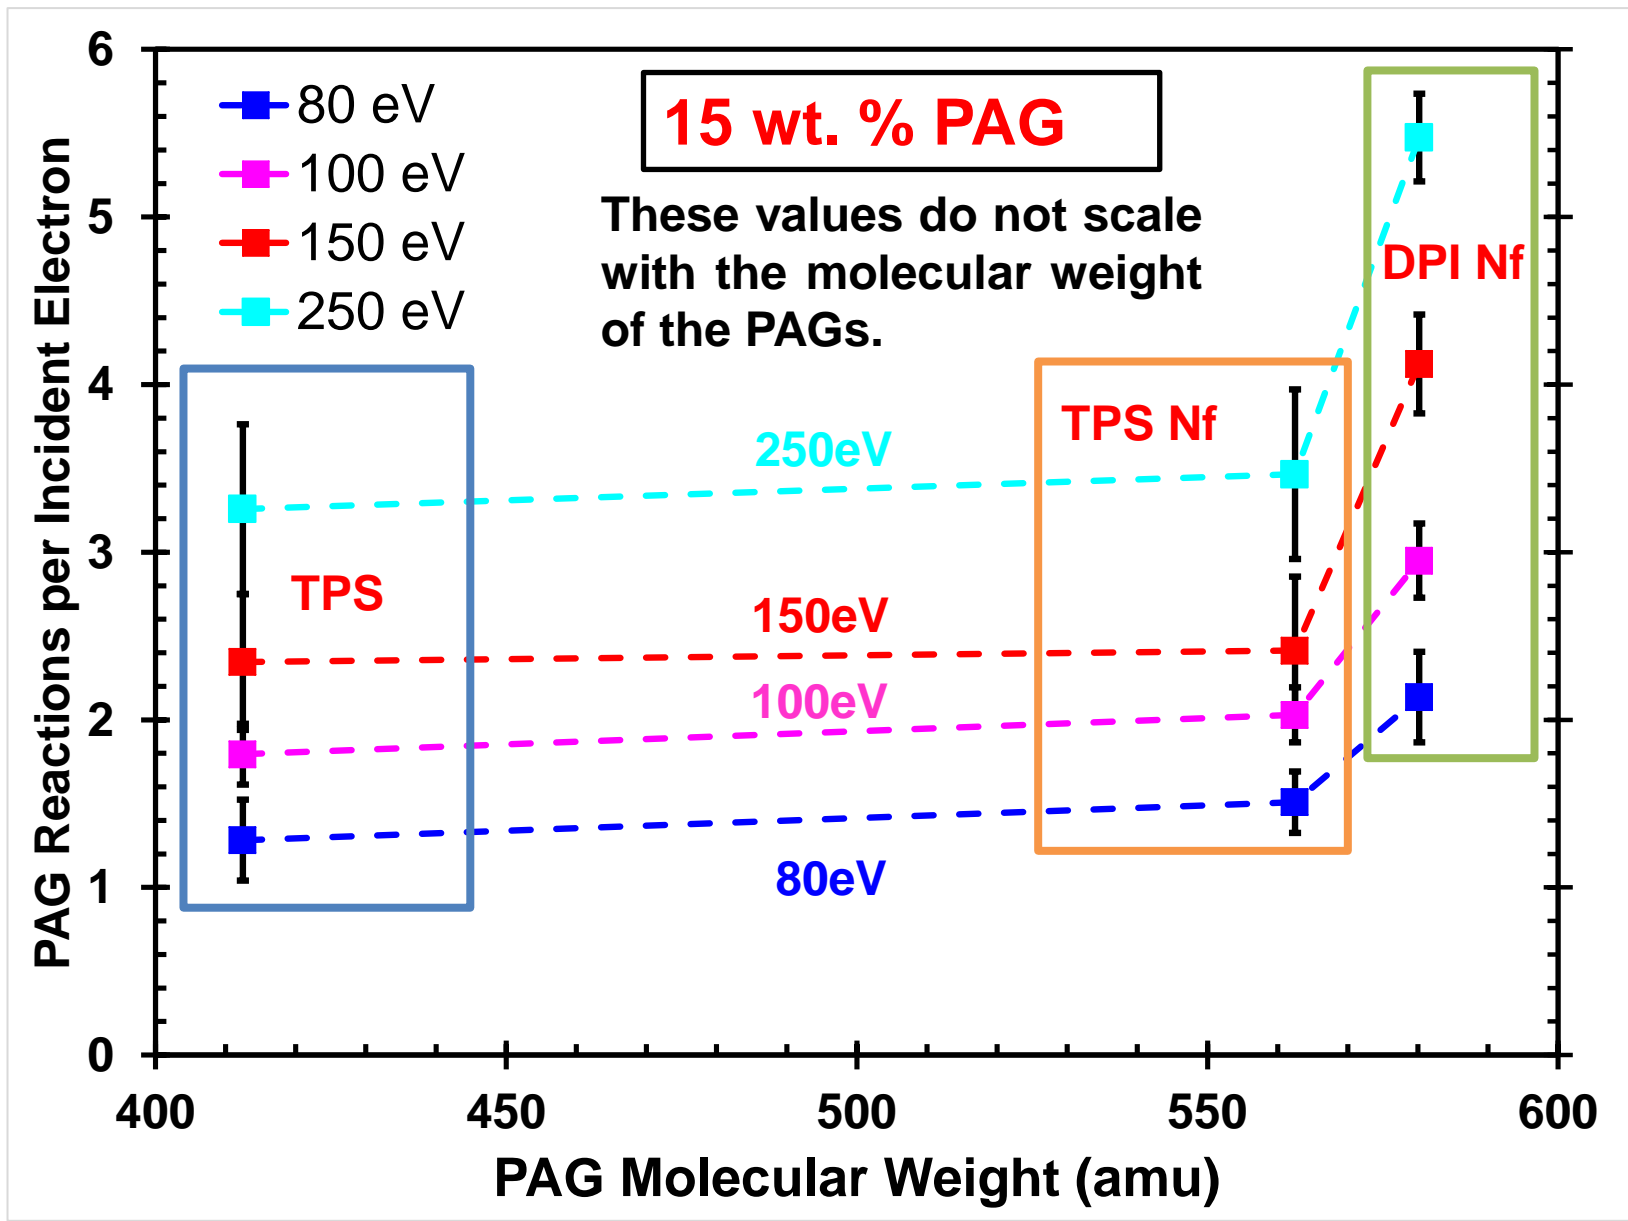 6
5
4
3
2
1
0
PAG Reactions per Incident Electron
80 eV
100 eV
150 eV
250 eV
15 wt. % PAG
These values do not scale
with the molecular weight
of the PAGs.
DPI Nf
TPS Nf
TPS
250eV
150eV
100eV
80eV
400
450
500
550
600
PAG Molecular Weight (amu)